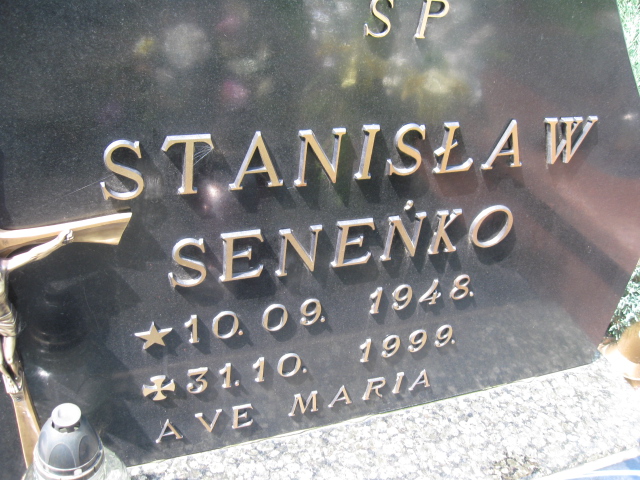 SP
STANISŁAW
SENEŃKO
10.09. 1948.
31.10. 1999.
AVE MARIA